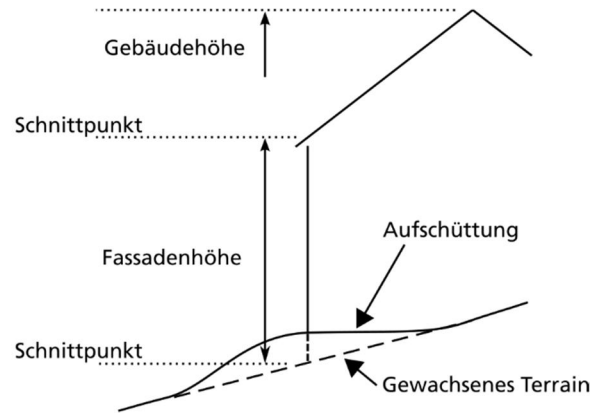 Gebäudehöhe
Schnittpunkt
Fassadenhöhe
Aufschüttung
Schnittpunkt
Gewachsenes Terrain